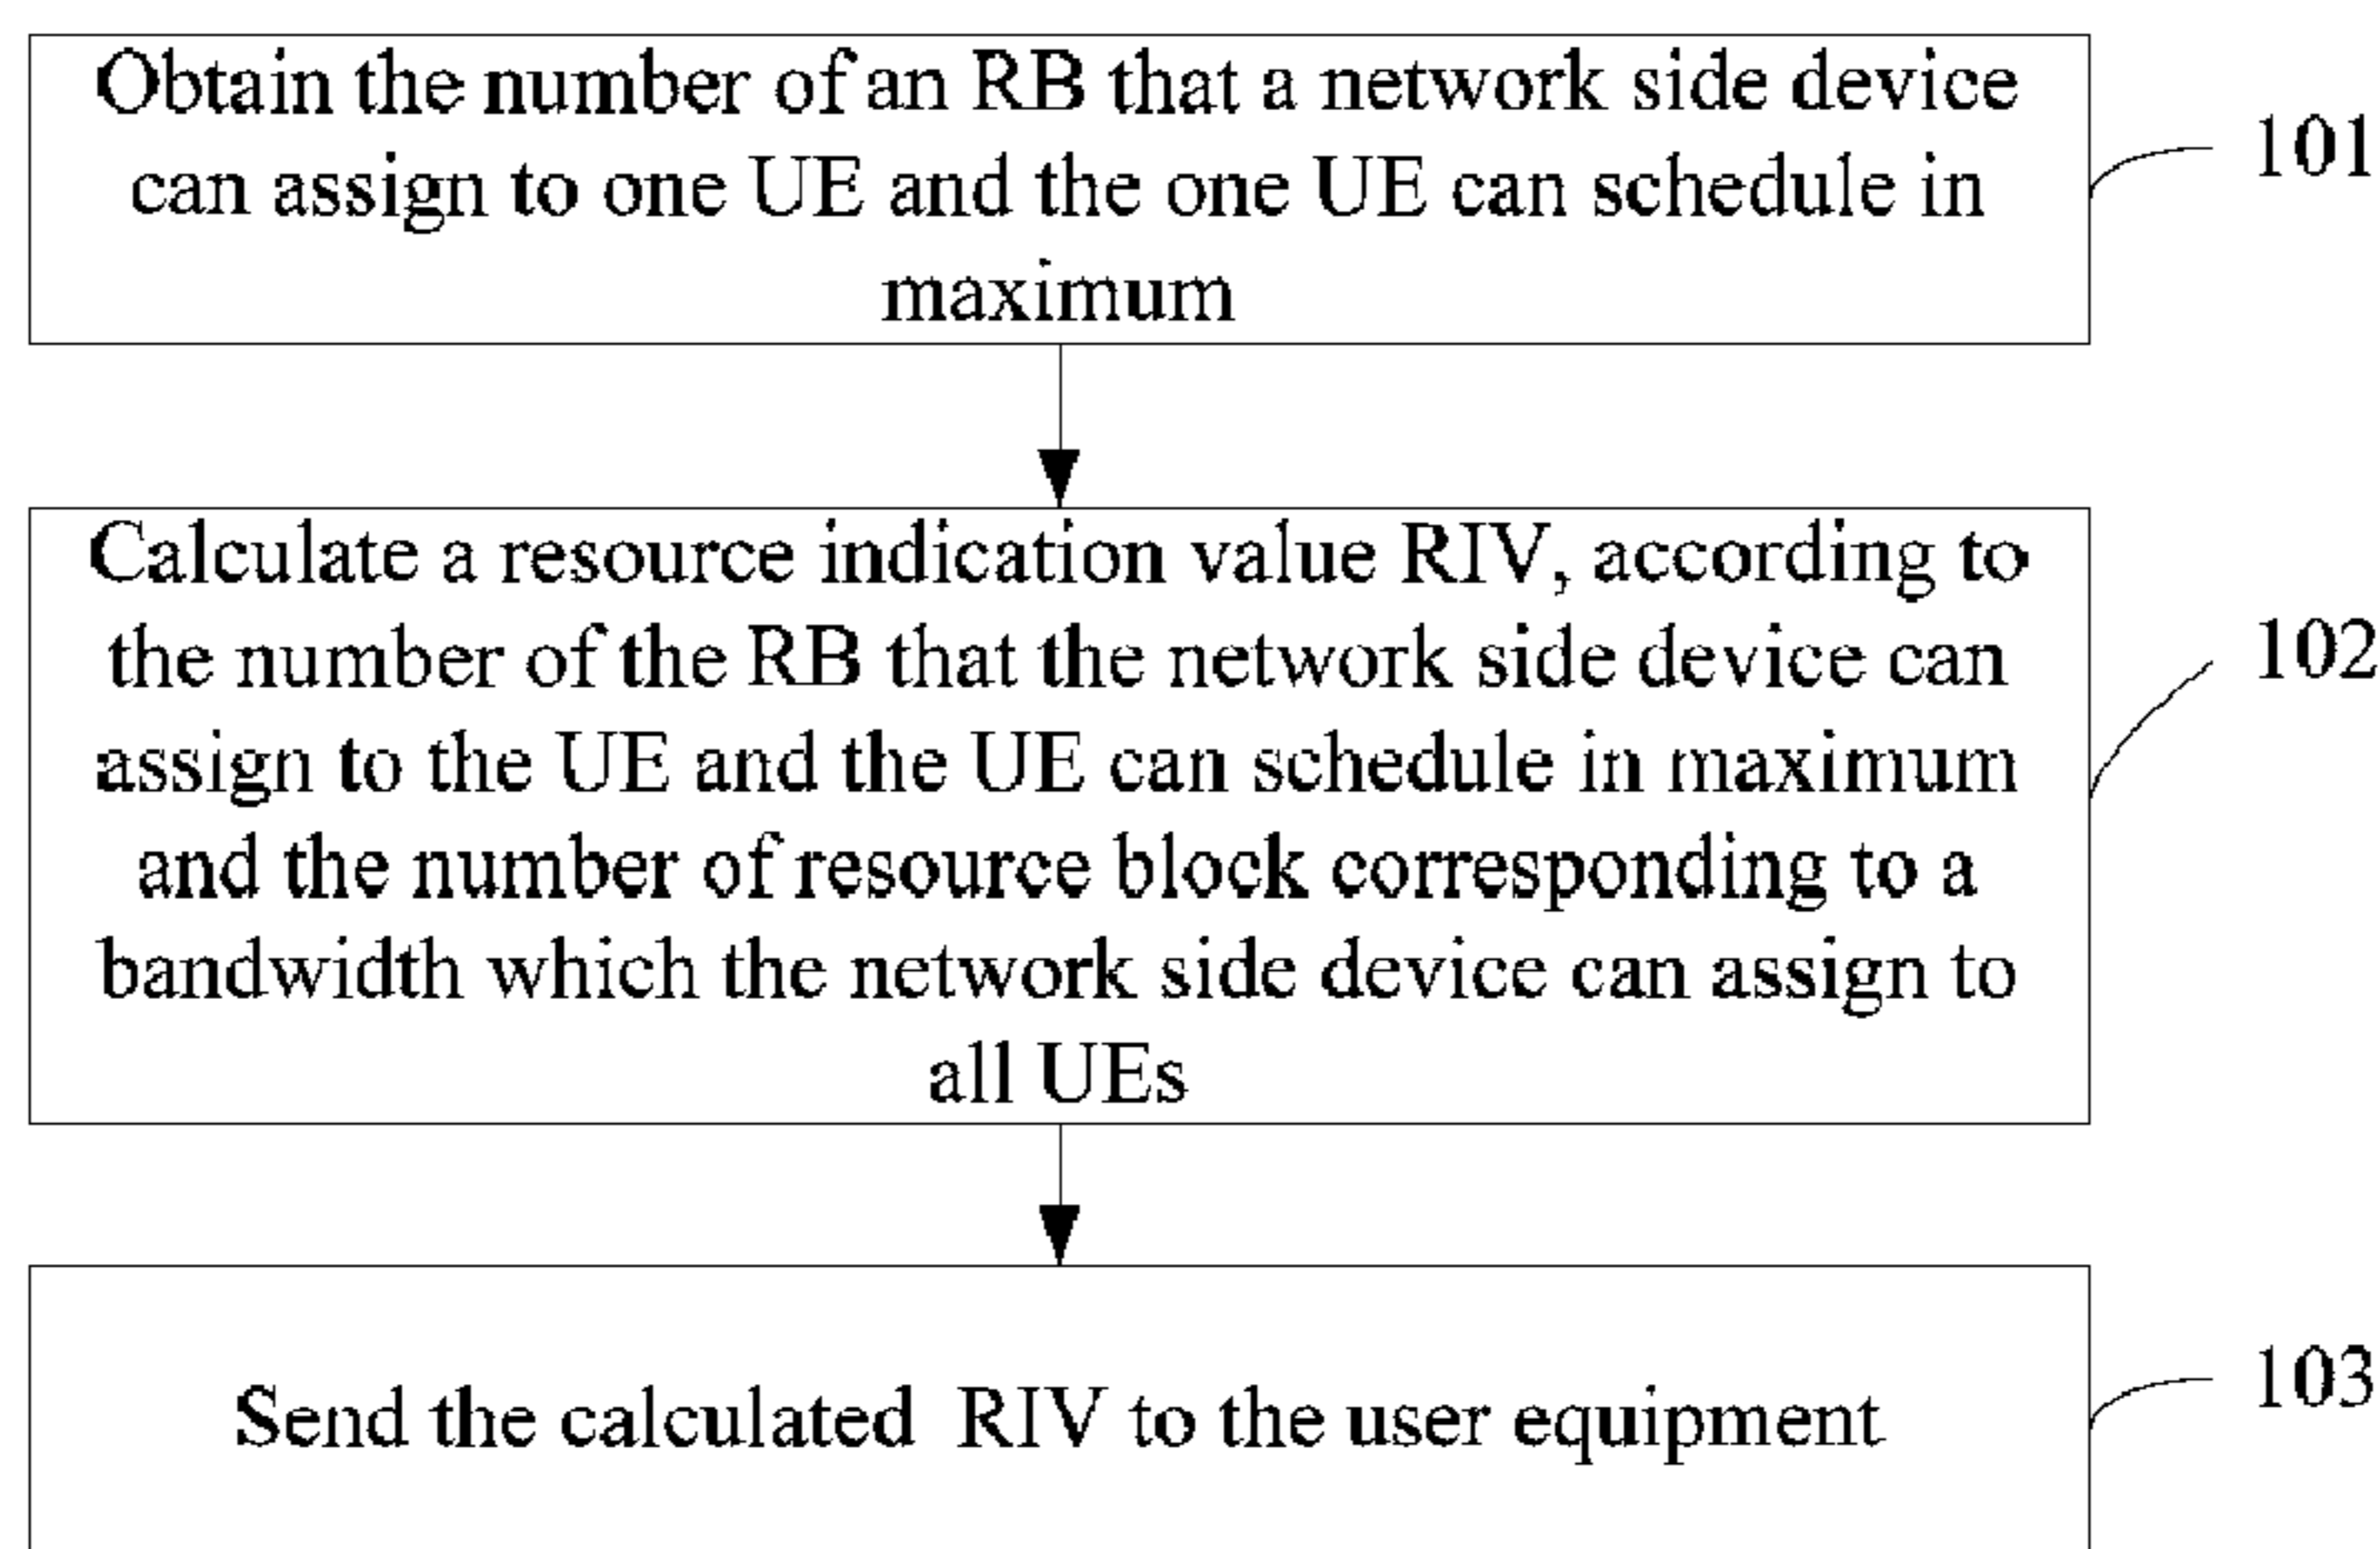 Obtain the number of an RB that a network side device
can assign to one UE and the one UE can schedule in
maximum
101
Calculate a resource indication value RIV, according to
the number of the RB that the network side device can
assign to the UE and the UE can schedule in maximum
and the number of resource block corresponding to a
bandwidth which the network side device can assign to
all UEs
102
Send the calculated RIV to the user equipment
103